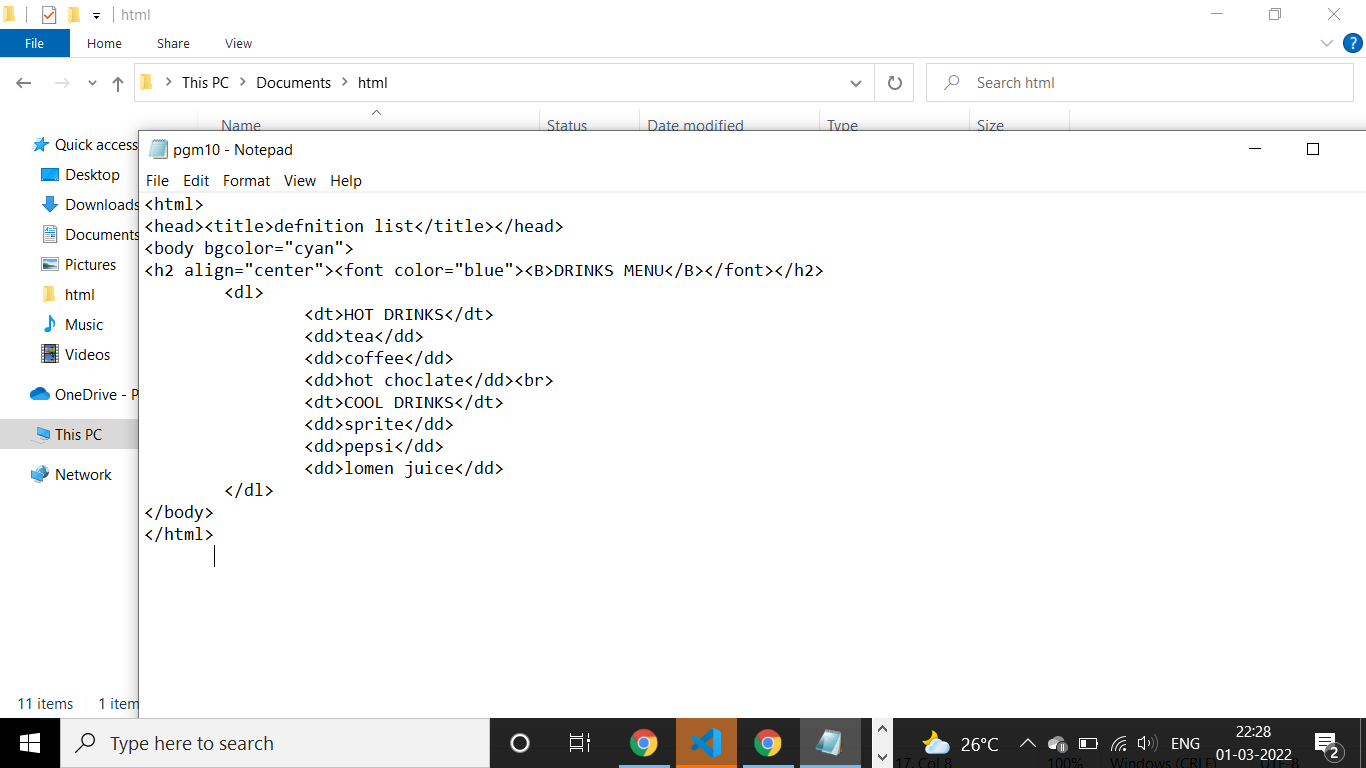 html
File Home Share View
This PC Documents html
Search html
Name Status Date modified Type Size
Quick access
Desktop
Downloads
Documents
Pictures
html
Music
Videos
OneDrive - P
This PC
Network
11 items 1 item
pgm10 - Notepad
File Edit Format View Help
<html>
<head><title>defnition list</title></head>
<body bgcolor="cyan">
<h2 align="center"><font color="blue"><B>DRINKS MENU</B></font></h2>
<dl>
<dt>HOT DRINKS</dt>
<dd>tea</dd>
<dd>coffee</dd>
<dd>hot choclate</dd><br>
<dt>COOL DRINKS</dt>
<dd>sprite</dd>
<dd>pepsi</dd>
<dd>lomen juice</dd>
</dl>
</body>
</html>
Type here to search
26°C ENG 22:28
01-03-2022
2
17, Col 8 100% Windows (CRLF) UTF-8